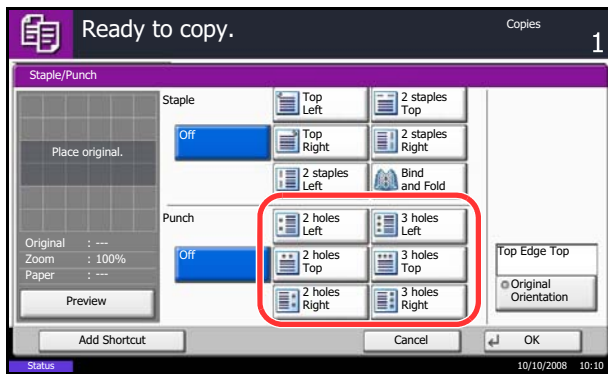 Ready to copy.
Copies
1
Staple/Punch
Place original.
Original : ---
Zoom : 100%
Paper : ---
Preview
Staple
Off
Top
Left
2 staples
Top
Top
Right
2 staples
Right
2 staples
Left
Bind
and Fold
Punch
Off
2 holes
Left
3 holes
Left
2 holes
Top
3 holes
Top
2 holes
Right
3 holes
Right
Top Edge Top
Original
Orientation
Add Shortcut
Cancel
OK
Status
10/10/2008 10:10